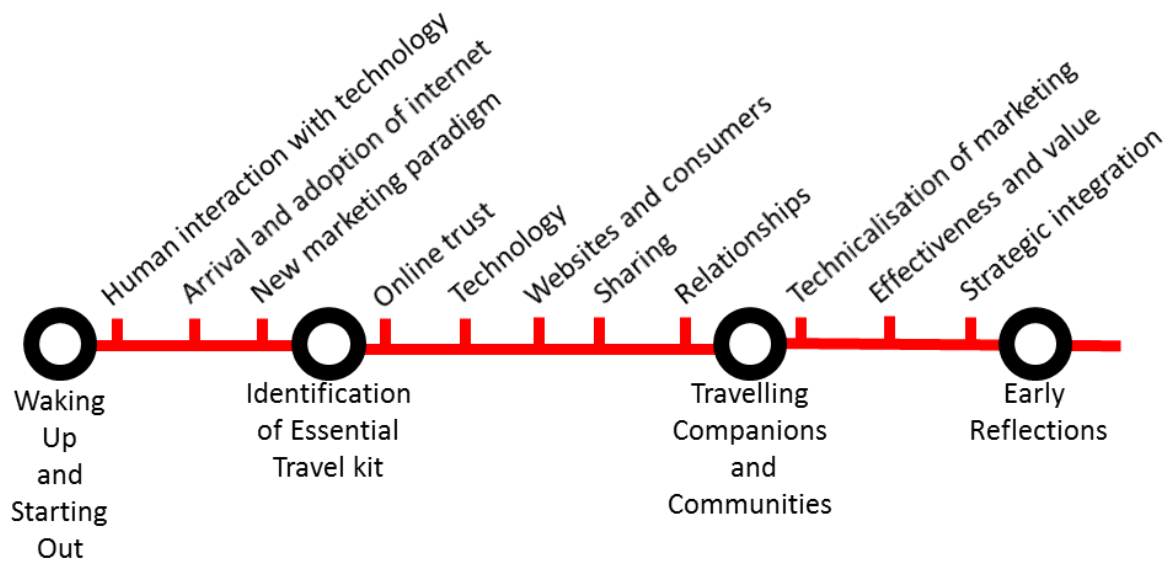 Human interaction with technology
Arrival and adoption of internet
New marketing paradigm
Online trust
Technology
Websites and consumers
Sharing
Relationships
Technicalisation of marketing
Effectiveness and value
Strategic integration
Waking
Up
and
Starting
Out
Identification
of Essential
Travel kit
Travelling
Companions
and
Communities
Early
Reflections